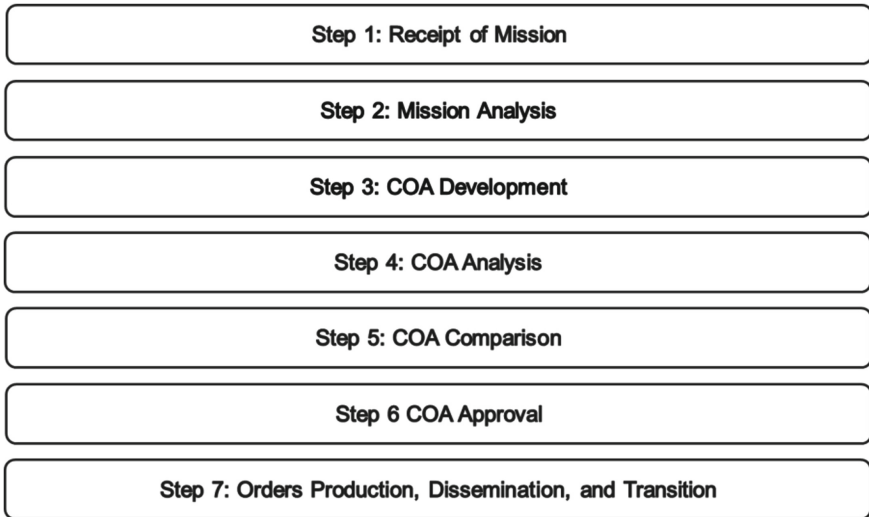 Step 1: Receipt of Mission
Step 2: Mission Analysis
Step 3: COA Development
Step 4: COA Analysis
Step 5: COA Comparison
Step 6 COA Approval
Step 7: Orders Production, Dissemination, and Transition